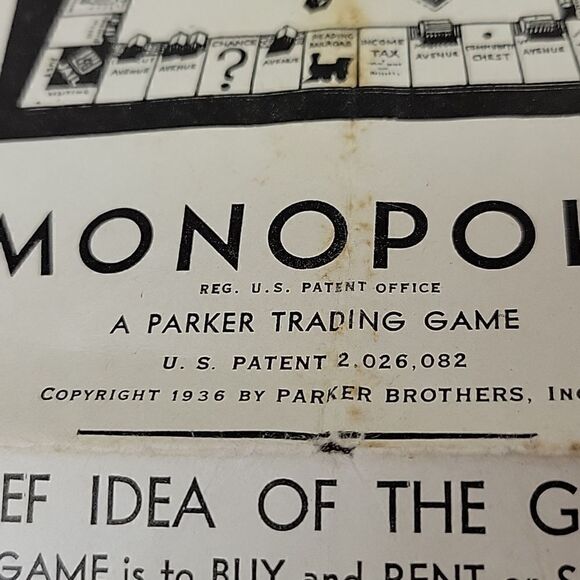 CHANCE
READING
RAILROAD
INCOME
TAX
AVENUE
COMMUNITY
CHEST
AVENUE
AVENUE
AVENUE
AVENUE
VISITING
?
MONOPOL
REG. U.S. PATENT OFFICE
A PARKER TRADING GAME
U. S. PATENT 2,026,082
COPYRIGHT 1936 BY PARKER BROTHERS, INC
EF IDEA OF THE G
GAME is to BUY and RENT or S